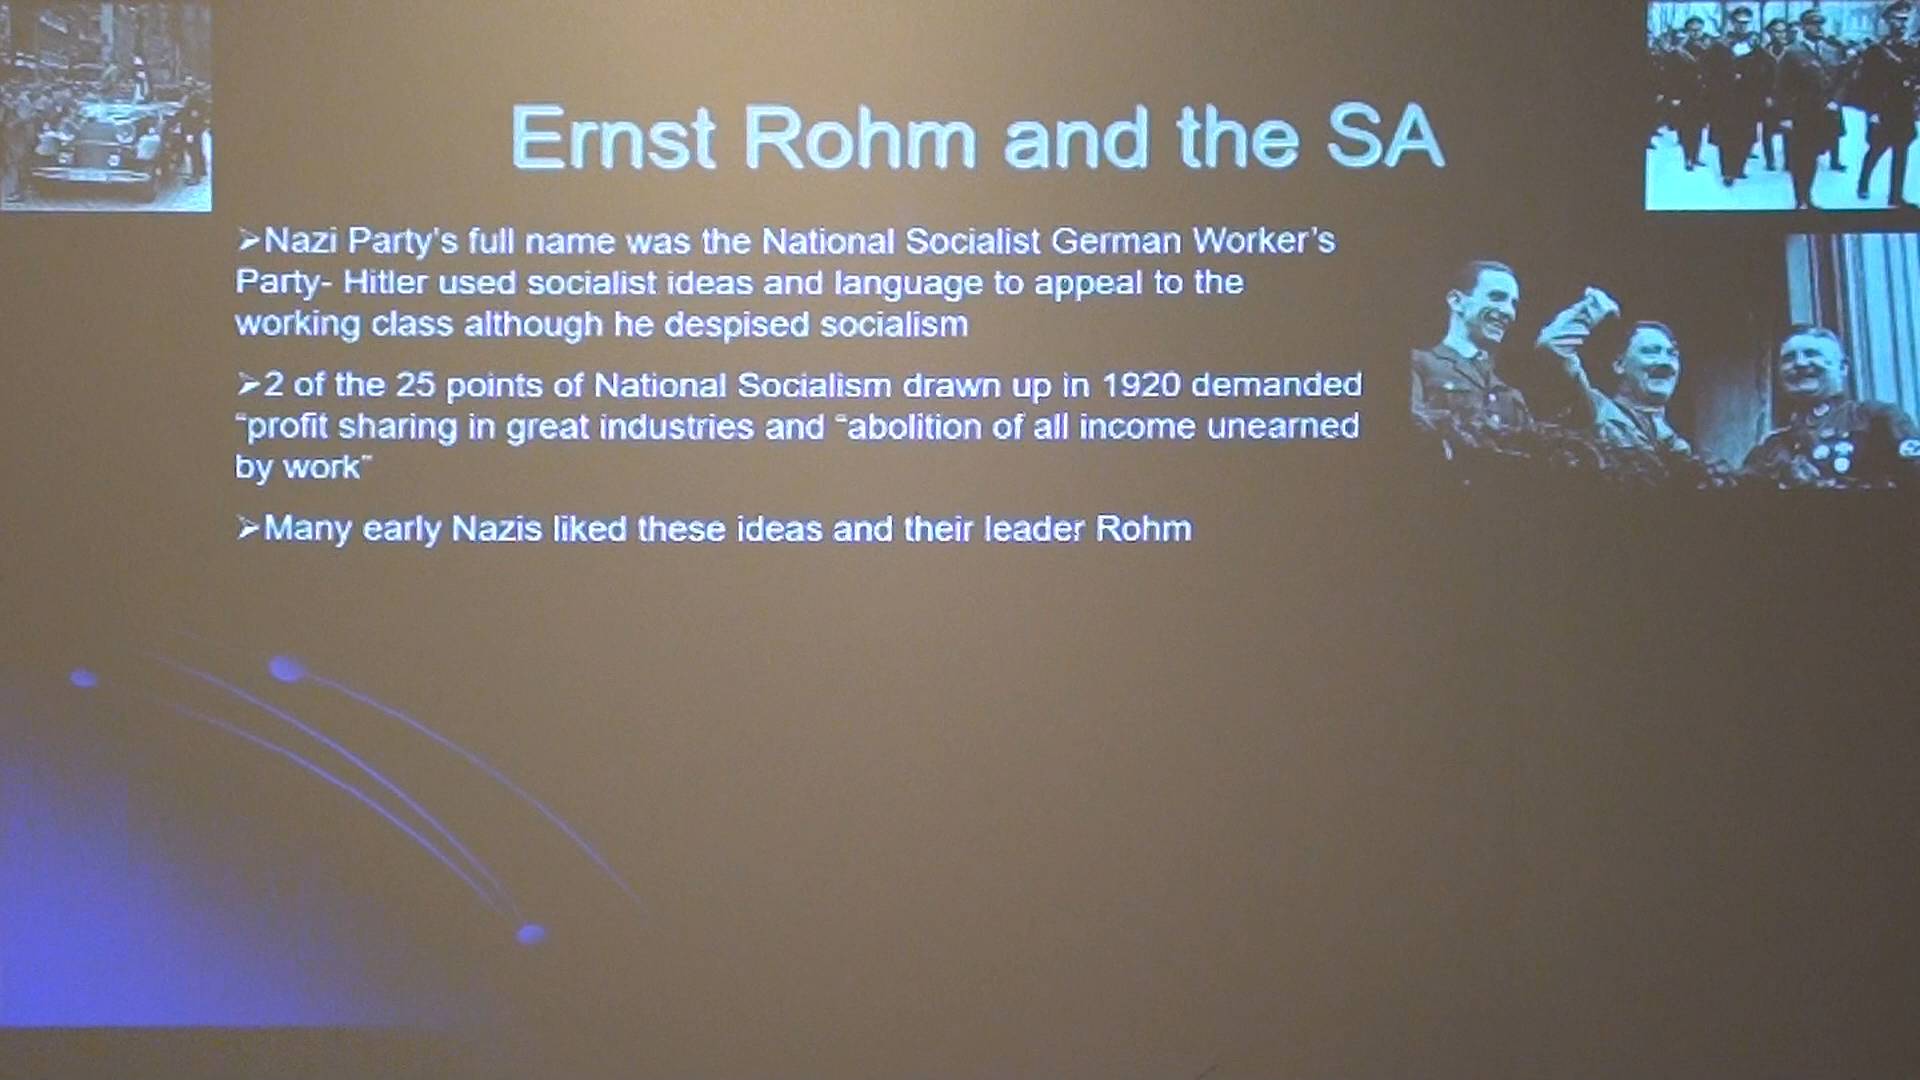 Ernst Rohm and the SA
➢Nazi Party's full name was the National Socialist German Worker's
Party- Hitler used socialist ideas and language to appeal to the
working class although he despised socialism
➢2 of the 25 points of National Socialism drawn up in 1920 demanded
“profit sharing in great industries and “abolition of all income unearned
by work”
➢Many early Nazis liked these ideas and their leader Rohm